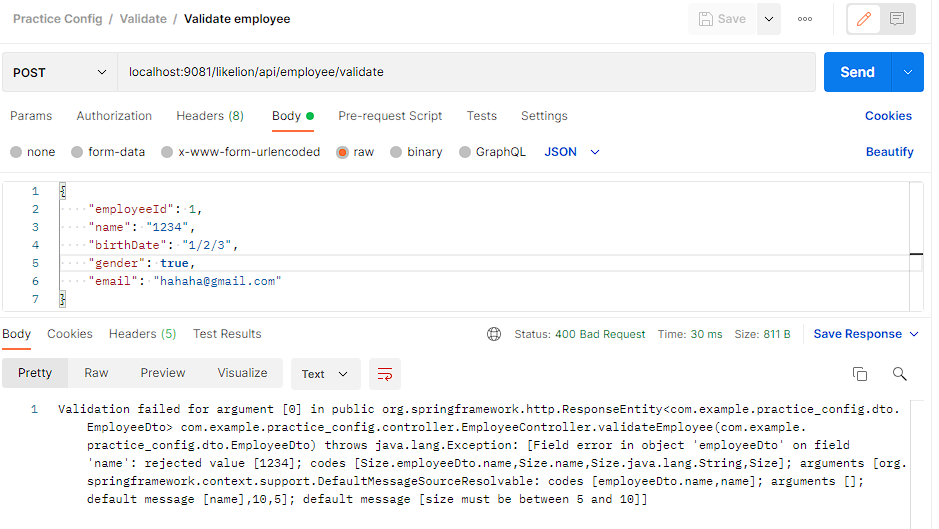 Practice Config / Validate / Validate employee
Save
POST localhost:9081/likelion/api/employee/validate Send
Params Authorization Headers (8) Body Pre-request Script Tests Settings Cookies
none form-data x-www-form-urlencoded raw binary GraphQL JSON Beautify
1 {
2 "employeeId": 1,
3 "name": "1234",
4 "birthDate": "1/2/3",
5 "gender": true,
6 "email": "hahaha@gmail.com"
7 }
Body Cookies Headers (5) Test Results Status: 400 Bad Request Time: 30 ms Size: 811 B Save Response
Pretty Raw Preview Visualize Text
1 Validation failed for argument [0] in public org.springframework.http.ResponseEntity<com.example.practice_config.dto.
EmployeeDto> com.example.practice_config.controller.EmployeeController.validateEmployee(com.example.
practice_config.dto.EmployeeDto) throws java.lang.Exception: [Field error in object 'employeeDto' on field
'name': rejected value [1234]; codes [Size.employeeDto.name,Size.name,Size.java.lang.String,Size]; arguments [org.
springframework.context.support.DefaultMessageSourceResolvable: codes [employeeDto.name,name]; arguments [];
default message [name],10,5]; default message [size must be between 5 and 10]]